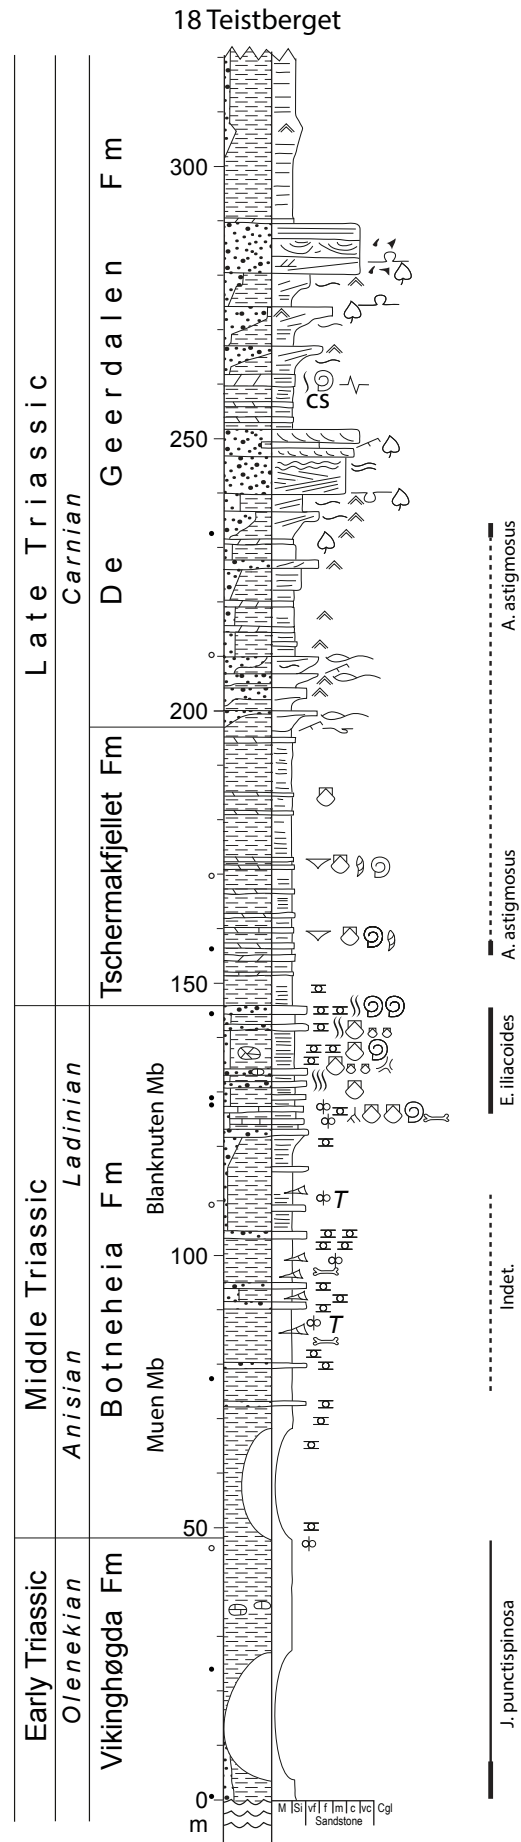 18 Teistberget
Late Triassic
Carnian
De Geerdalen Fm
Tschermakfjellet Fm
Middle Triassic
Ladinian
Anisian
Botneheia Fm
Blanknuten Mb
Muen Mb
Early Triassic
Olenekian
Vikinghøgda Fm
300
250
200
150
100
50
0
m
cs
T
T
A. astigmosus
A. astigmosus
E. iliacoides
Indet.
J. punctispinosa
M Si vf f m c vc Cgl
Sandstone